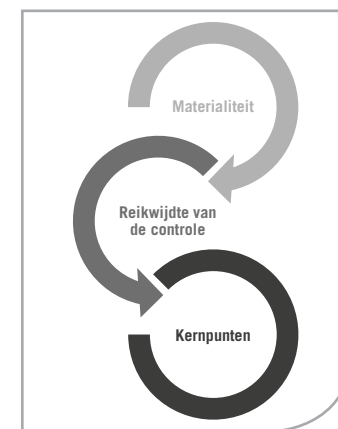 Materialiteit
Reikwijdte van
de controle
Kernpunten